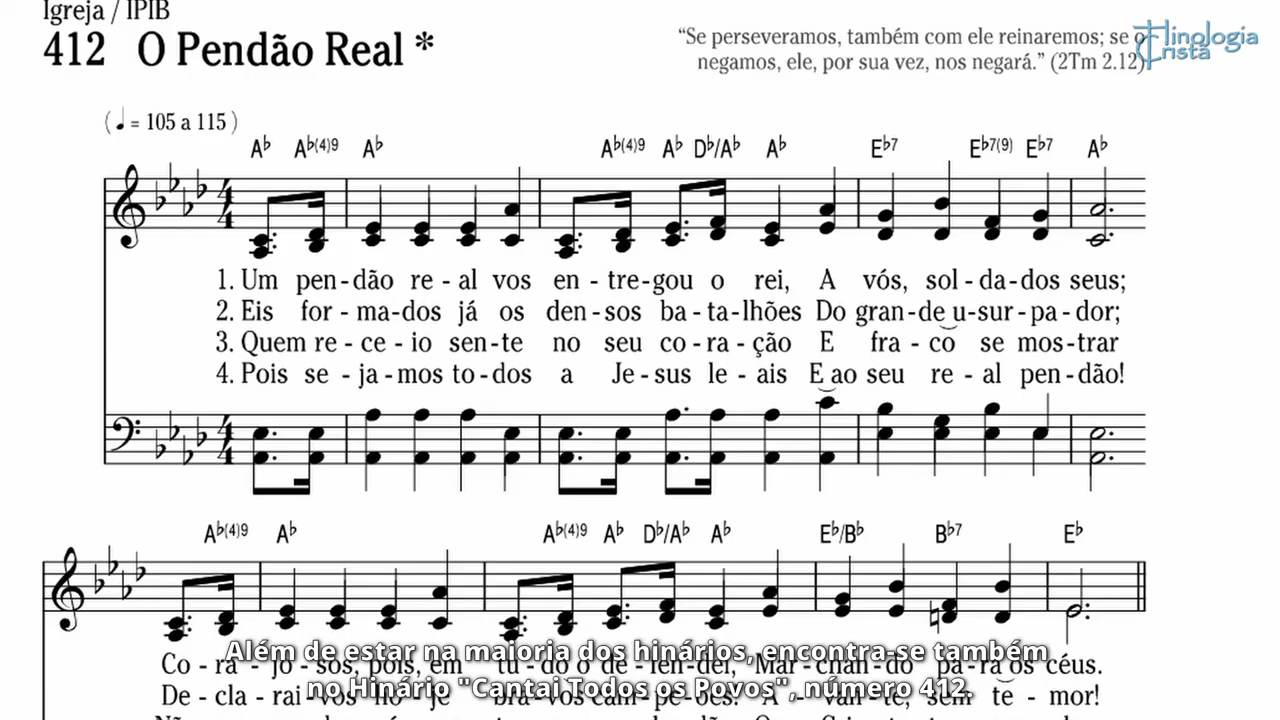 Igreja / IPIB
412 O Pendão Real *
“Se perseveramos, também com ele reinaremos; se o
negamos, ele, por sua vez, nos negará.” (2Tm 2.12)
Hinologia
Cristã
( ♩ = 105 a 115 )
A♭ A♭(4)9 A♭ A♭(4)9 A♭ D♭/A♭ A♭ E♭7 E♭7(9) E♭7 A♭
1. Um pen-dão re-al vos en-tre-gou o rei, A vós, sol-da-dos seus;
2. Eis for-ma-dos já os den-sos ba-ta-lhões Do gran-de u-sur-pa-dor;
3. Quem re-ce-io sen-te no seu co-ra-ção E fra-co se mos-trar
4. Pois se-ja-mos to-dos a Je-sus le-ais E ao seu re-al pen-dão!
A♭(4)9 A♭ A♭(4)9 A♭ D♭/A♭ A♭ E♭/B♭ B♭7 E♭
Co-ra-jo-sos, pois, em tu-do o de-fen-dei, Mar-chan-do pa-ra os céus.
De-cla-rai-vos ho-je bra-vos cam-pe-ões! A-van-te, sem te-mor!
Além de estar na maioria dos hinários, encontra-se também
no Hinário "Cantai Todos os Povos", número 412.